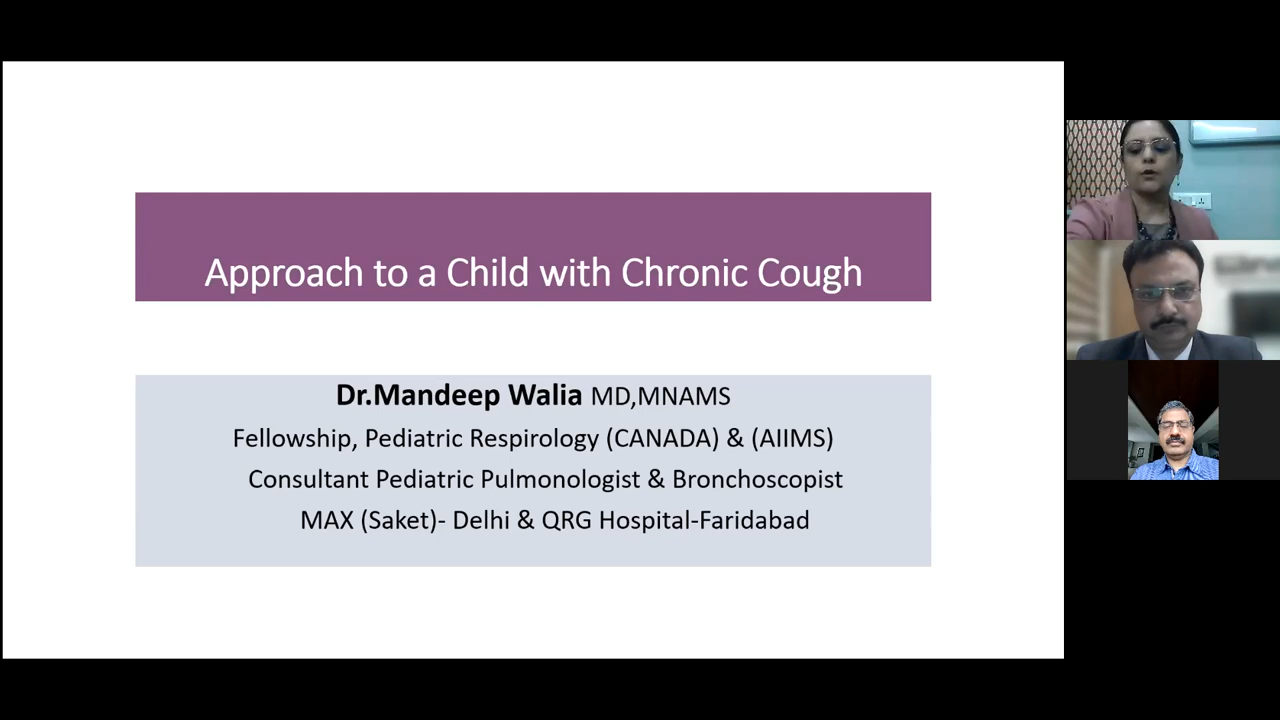 Approach to a Child with Chronic Cough
Dr.Mandeep Walia MD,MNAMS
Fellowship, Pediatric Respirology (CANADA) & (AIIMS)
Consultant Pediatric Pulmonologist & Bronchoscopist
MAX (Saket)- Delhi & QRG Hospital-Faridabad